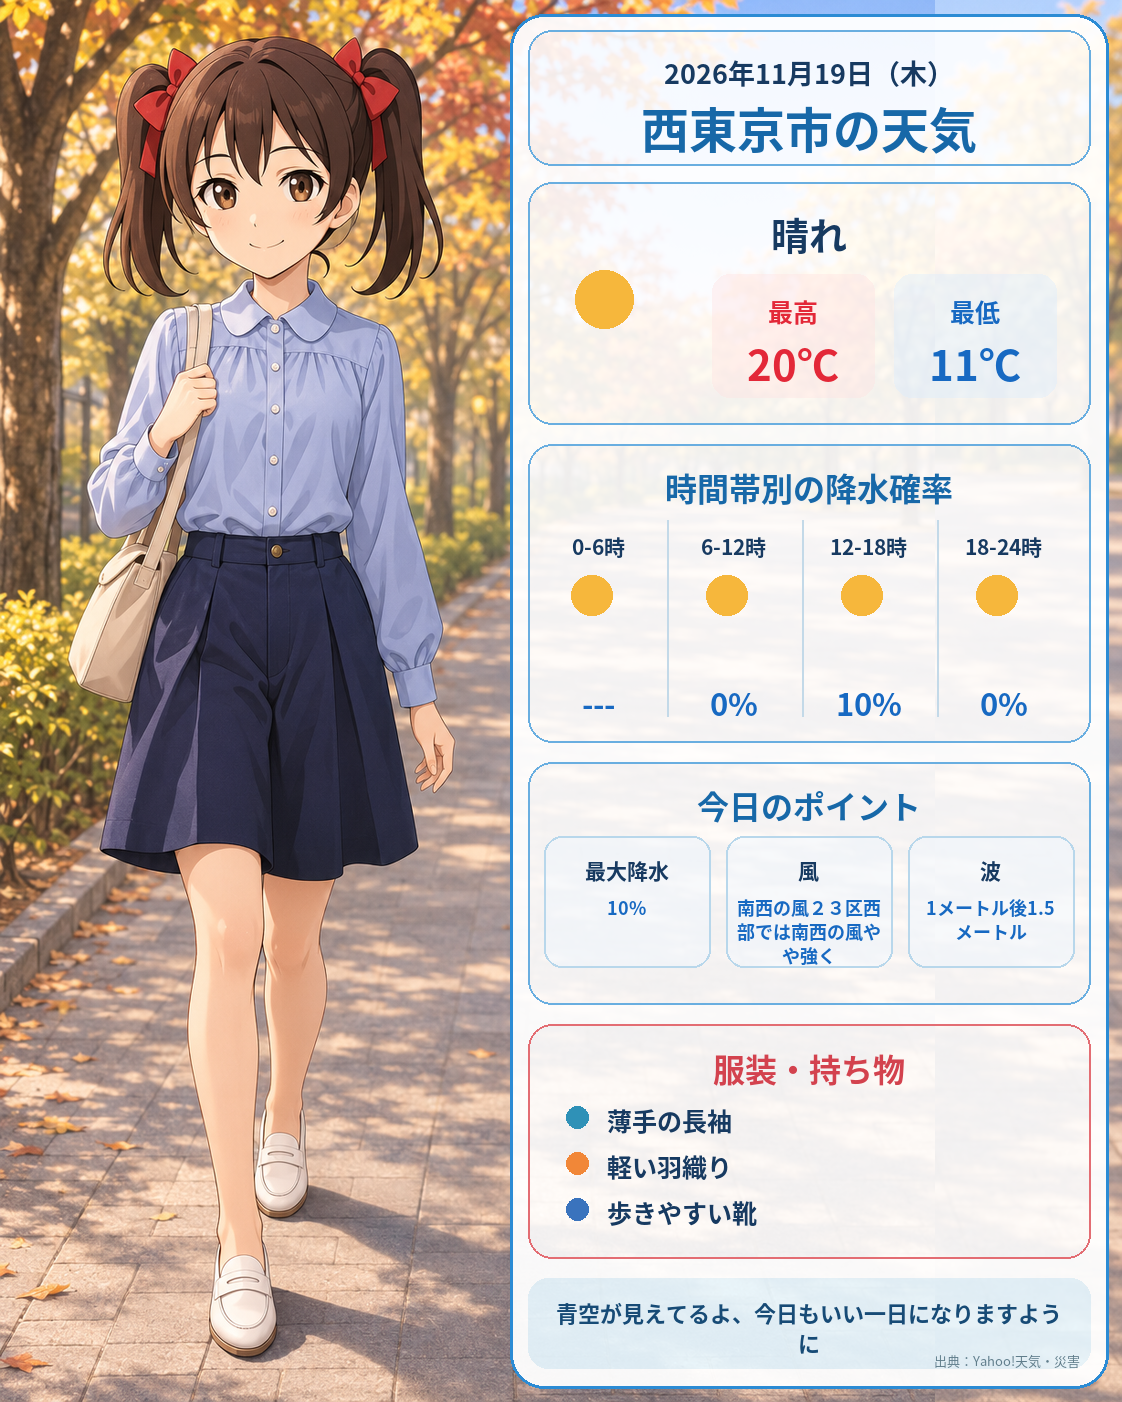 2026年11月19日（木）
西東京市の天気
晴れ
最高
20℃
最低
11℃
時間帯別の降水確率
0-6時
6-12時
12-18時
18-24時
---
0%
10%
0%
今日のポイント
最大降水
10%
風
南西の風２３区西
部では南西の風や
や強く
波
1メートル後1.5
メートル
服装・持ち物
薄手の長袖
軽い羽織り
歩きやすい靴
青空が見えてるよ、今日もいい一日になりますよう
に
出典：Yahoo!天気・災害